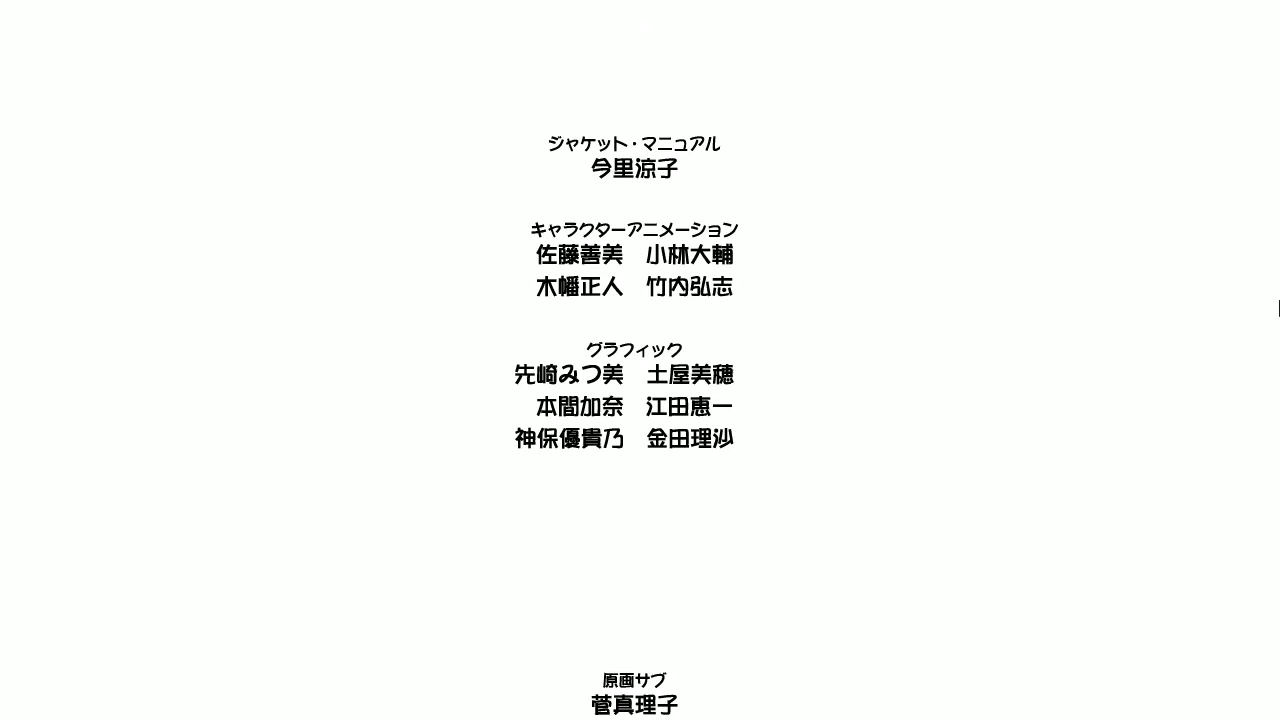 ジャケット・マニュアル
今里涼子
キャラクターアニメーション
佐藤善美　小林大輔
木幡正人　竹内弘志
グラフィック
先崎みつ美　土屋美穂
本間加奈　江田恵一
神保優貴乃　金田理沙
原画サブ
菅真理子